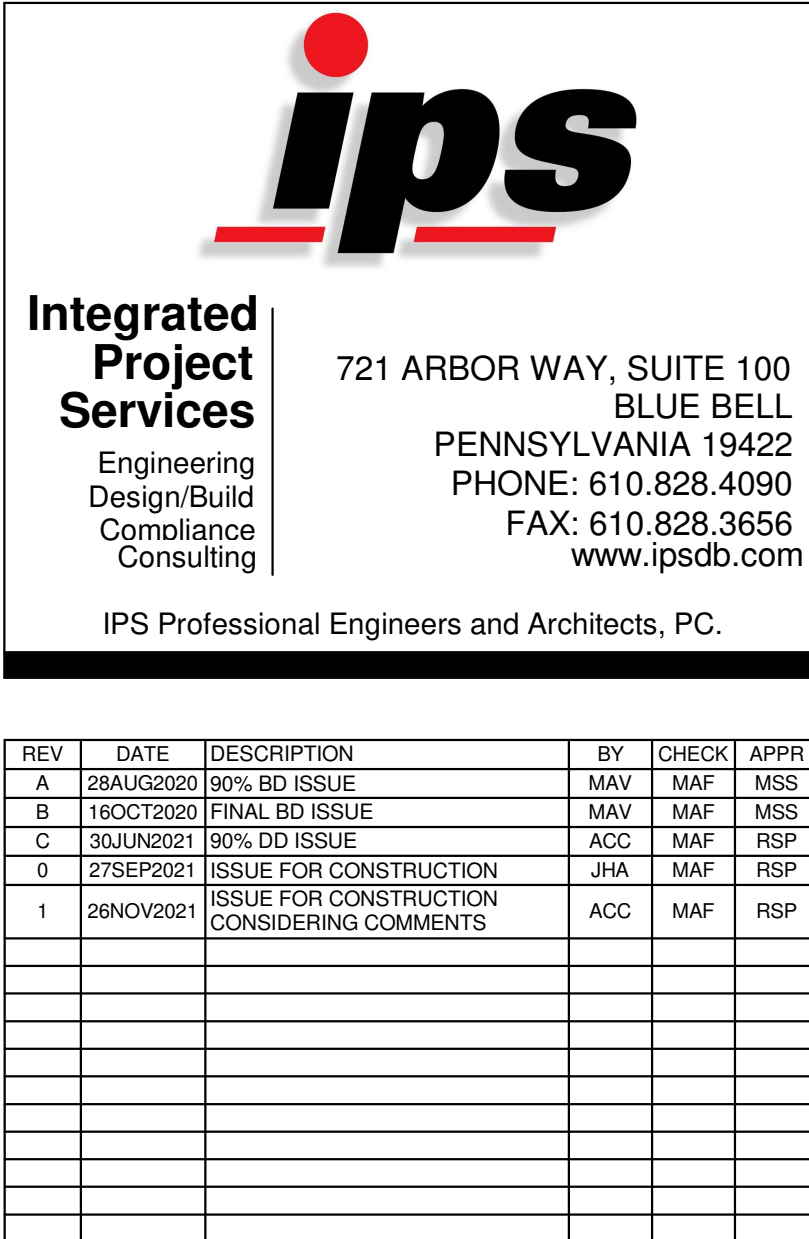 ips
Integrated
Project
Services
Engineering
Design/Build
Compliance
Consulting
721 ARBOR WAY, SUITE 100
BLUE BELL
PENNSYLVANIA 19422
PHONE: 610.828.4090
FAX: 610.828.3656
www.ipsdb.com
IPS Professional Engineers and Architects, PC.
REV DATE DESCRIPTION BY CHECK APPR
A 28AUG2020 90% BD ISSUE MAV MAF MSS
B 16OCT2020 FINAL BD ISSUE MAV MAF MSS
C 30JUN2021 90% DD ISSUE ACC MAF RSP
0 27SEP2021 ISSUE FOR CONSTRUCTION JHA MAF RSP
1 26NOV2021 ISSUE FOR CONSTRUCTION
CONSIDERING COMMENTS ACC MAF RSP